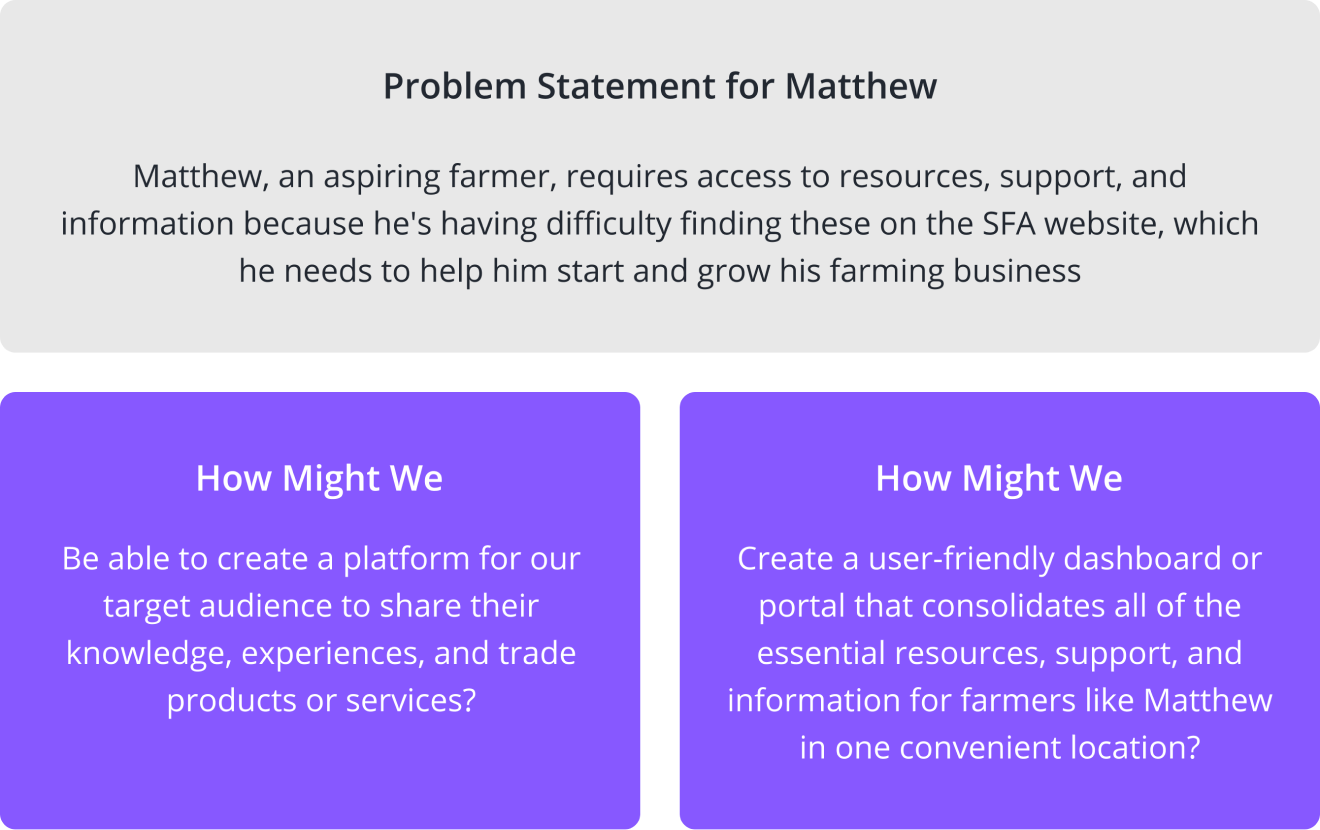 Problem Statement for Matthew
Matthew, an aspiring farmer, requires access to resources, support, and
information because he's having difficulty finding these on the SFA website, which
he needs to help him start and grow his farming business
How Might We
Be able to create a platform for our
target audience to share their
knowledge, experiences, and trade
products or services?
How Might We
Create a user-friendly dashboard or
portal that consolidates all of the
essential resources, support, and
information for farmers like Matthew
in one convenient location?